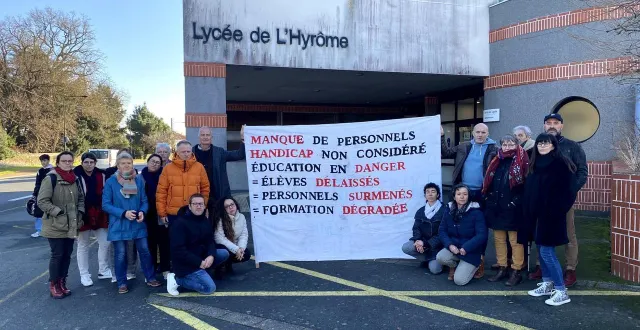 Lycée de L'Hyrôme
MANQUE DE PERSONNELS
HANDICAP NON CONSIDÉRÉ
ÉDUCATION EN DANGER
= ÉLÈVES DÉLAISSÉS
= PERSONNELS SURMENÉS
= FORMATION DÉGRADÉE